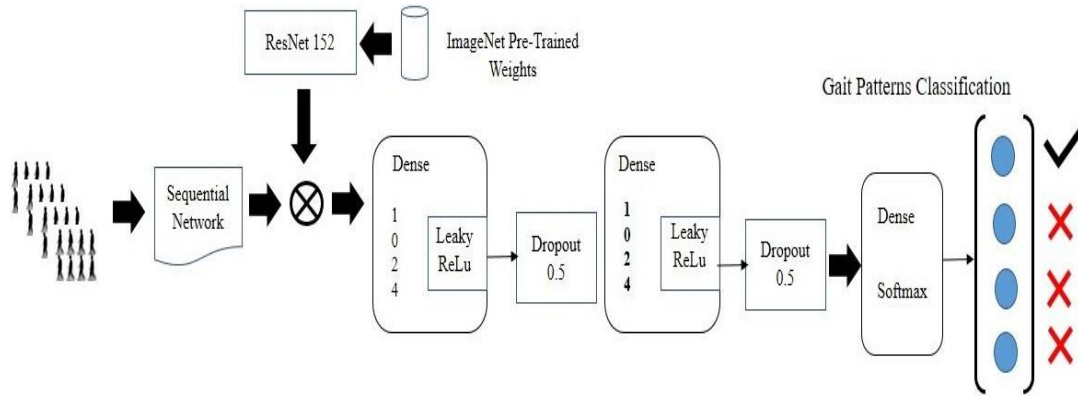 ResNet 152
ImageNet Pre-Trained
Weights
Gait Patterns Classification
Sequential
Network
Dense
1
0
2
4
Leaky
ReLu
Dropout
0.5
Dense
1
0
2
4
Leaky
ReLu
Dropout
0.5
Dense
Softmax